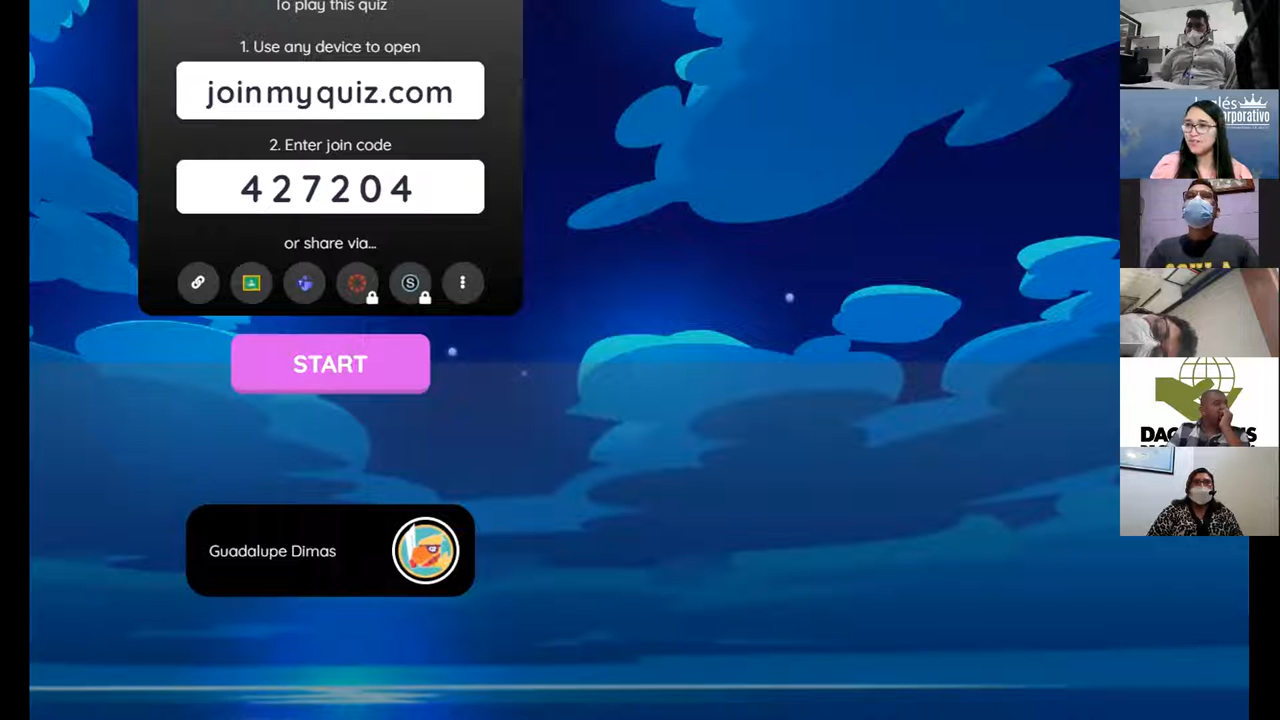 To play this quiz
1. Use any device to open
joinmyquiz.com
2. Enter join code
427204
or share via...
S
START
Guadalupe Dimas